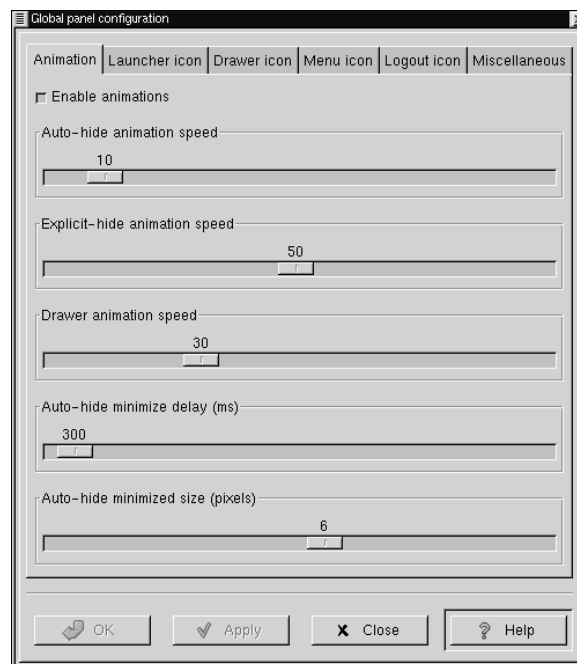 Global panel configuration
Animation Launcher icon Drawer icon Menu icon Logout icon Miscellaneous
Enable animations
Auto-hide animation speed
10
Explicit-hide animation speed
50
Drawer animation speed
30
Auto-hide minimize delay (ms)
300
Auto-hide minimized size (pixels)
6
OK Apply Close Help